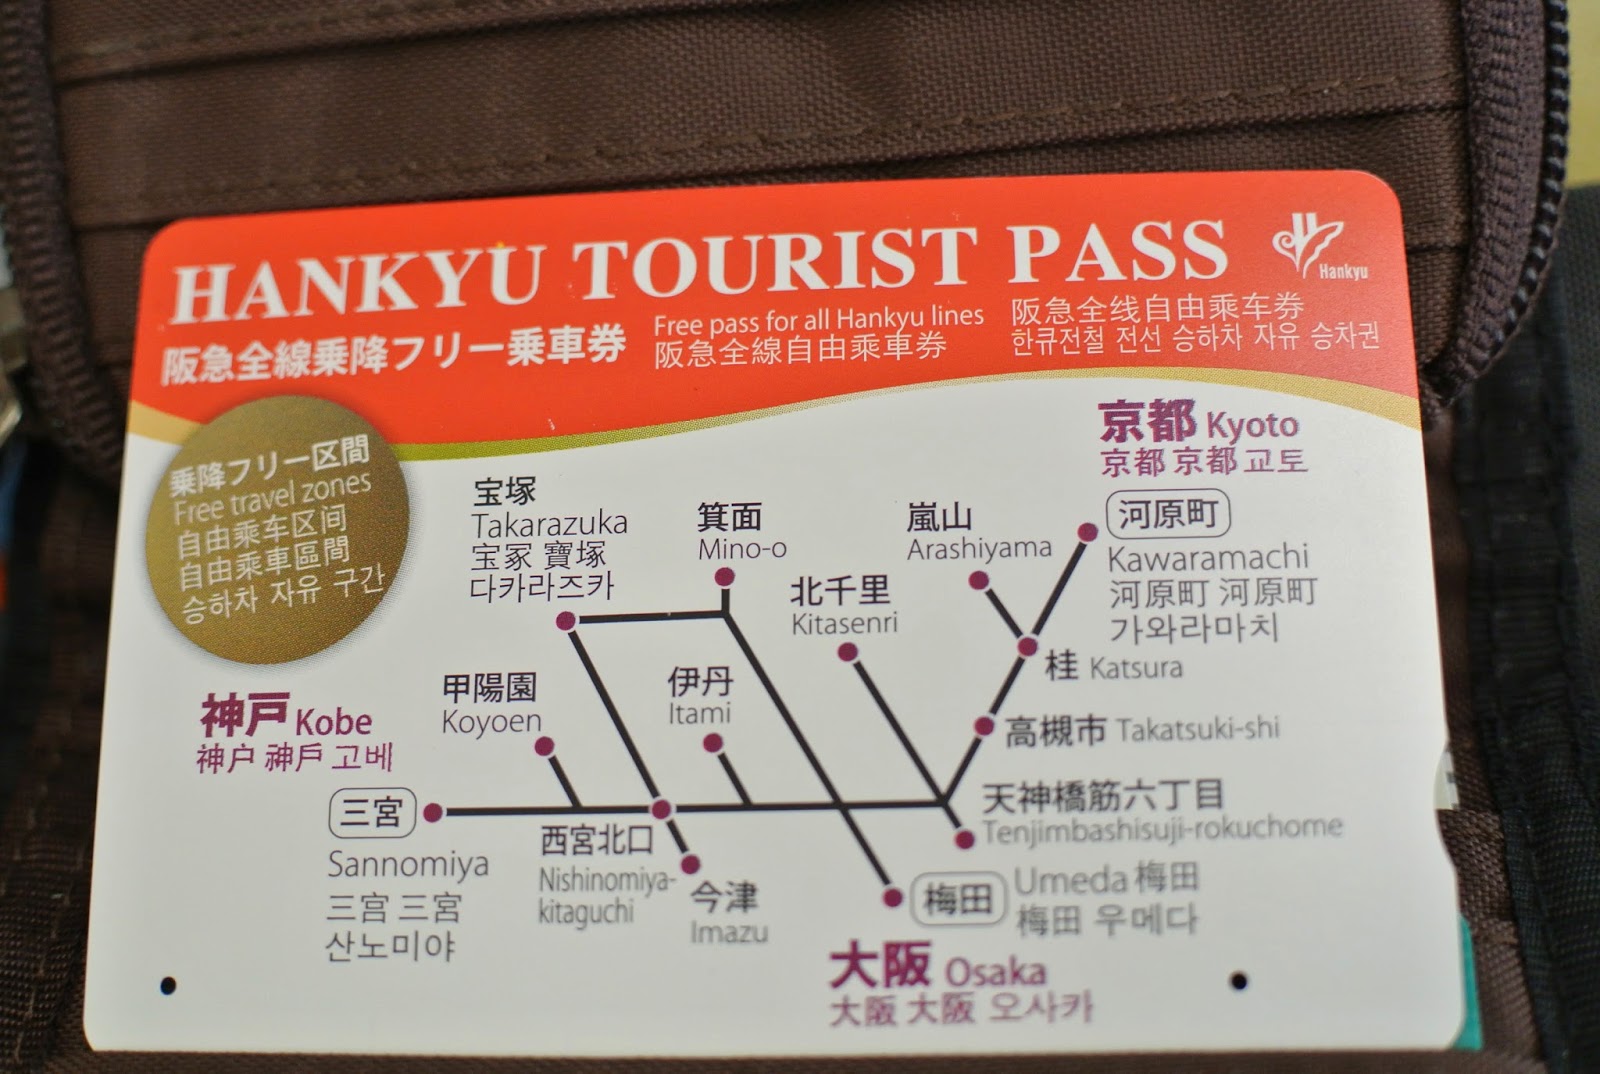 HANKYU TOURIST PASS
Hankyu
阪急全線乗降フリー乗車券
Free pass for all Hankyu lines
阪急全線自由乘車券
阪急全线自由乘车券
한큐전철 전선 승하차 자유 승차권
乗降フリー区間
Free travel zones
自由乘车区间
自由乘車區間
승하차 자유 구간
京都 Kyoto
京都 京都 교토
河原町
Kawaramachi
河原町 河原町
가와라마치
宝塚
Takarazuka
宝冢 寶塚
다카라즈카
箕面
Mino-o
嵐山
Arashiyama
北千里
Kitasenri
桂 Katsura
神戸 Kobe
神户 神戶 고베
甲陽園
Koyoen
伊丹
Itami
高槻市 Takatsuki-shi
天神橋筋六丁目
Tenjimbashisuji-rokuchome
三宮
Sannomiya
三宫 三宮
산노미야
西宮北口
Nishinomiya-
kitaguchi
今津
Imazu
梅田
Umeda 梅田
梅田 우메다
大阪 Osaka
大阪 大阪 오사카